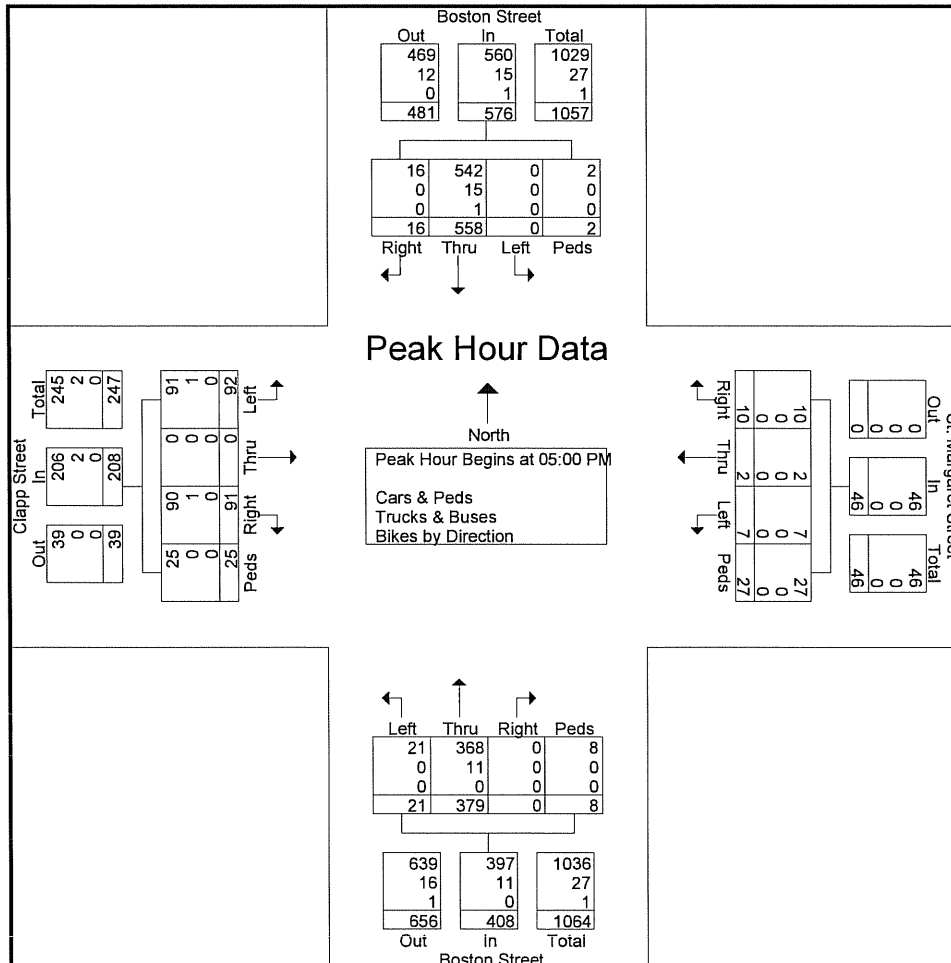 Boston Street
Out In Total
469 560 1029
12 15 27
0 1 1
481 576 1057
16 542 0 2
0 15 0 0
0 1 0 0
16 558 0 2
Right Thru Left Peds
Peak Hour Data
North
Peak Hour Begins at 05:00 PM
Cars & Peds
Trucks & Buses
Bikes by Direction
Clapp Street
Total In Out
245 206 39
2 2 0
0 0 0
247 208 39
91 0 90 25
1 0 1 0
0 0 0 0
92 0 91 25
Left Thru Right Peds
Street
Out In Total
0 46 46
0 0 0
0 0 0
0 46 46
10 2 7 27
0 0 0 0
0 0 0 0
10 2 7 27
Right Thru Left Peds
Left Thru Right Peds
21 368 0 8
0 11 0 0
0 0 0 0
21 379 0 8
639 397 1036
16 11 27
1 0 1
656 408 1064
Out In Total
Boston Street